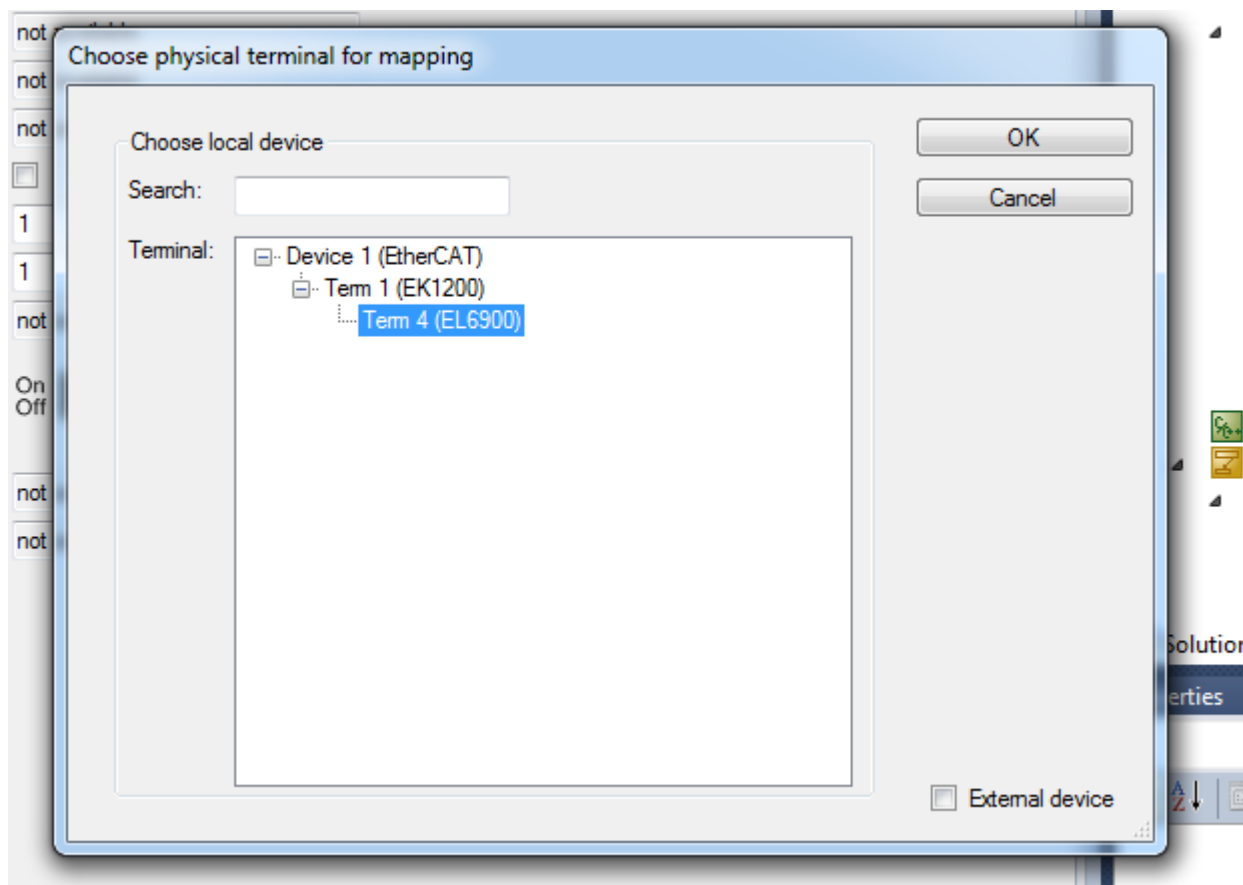 not
Choose physical terminal for mapping
not
not
Choose local device
OK
Search:
Cancel
1
Terminal:
Device 1 (EtherCAT)
1
Term 1 (EK1200)
not
Term 4 (EL6900)
On
Off
not
not
Solution
erties
External device
A
Z